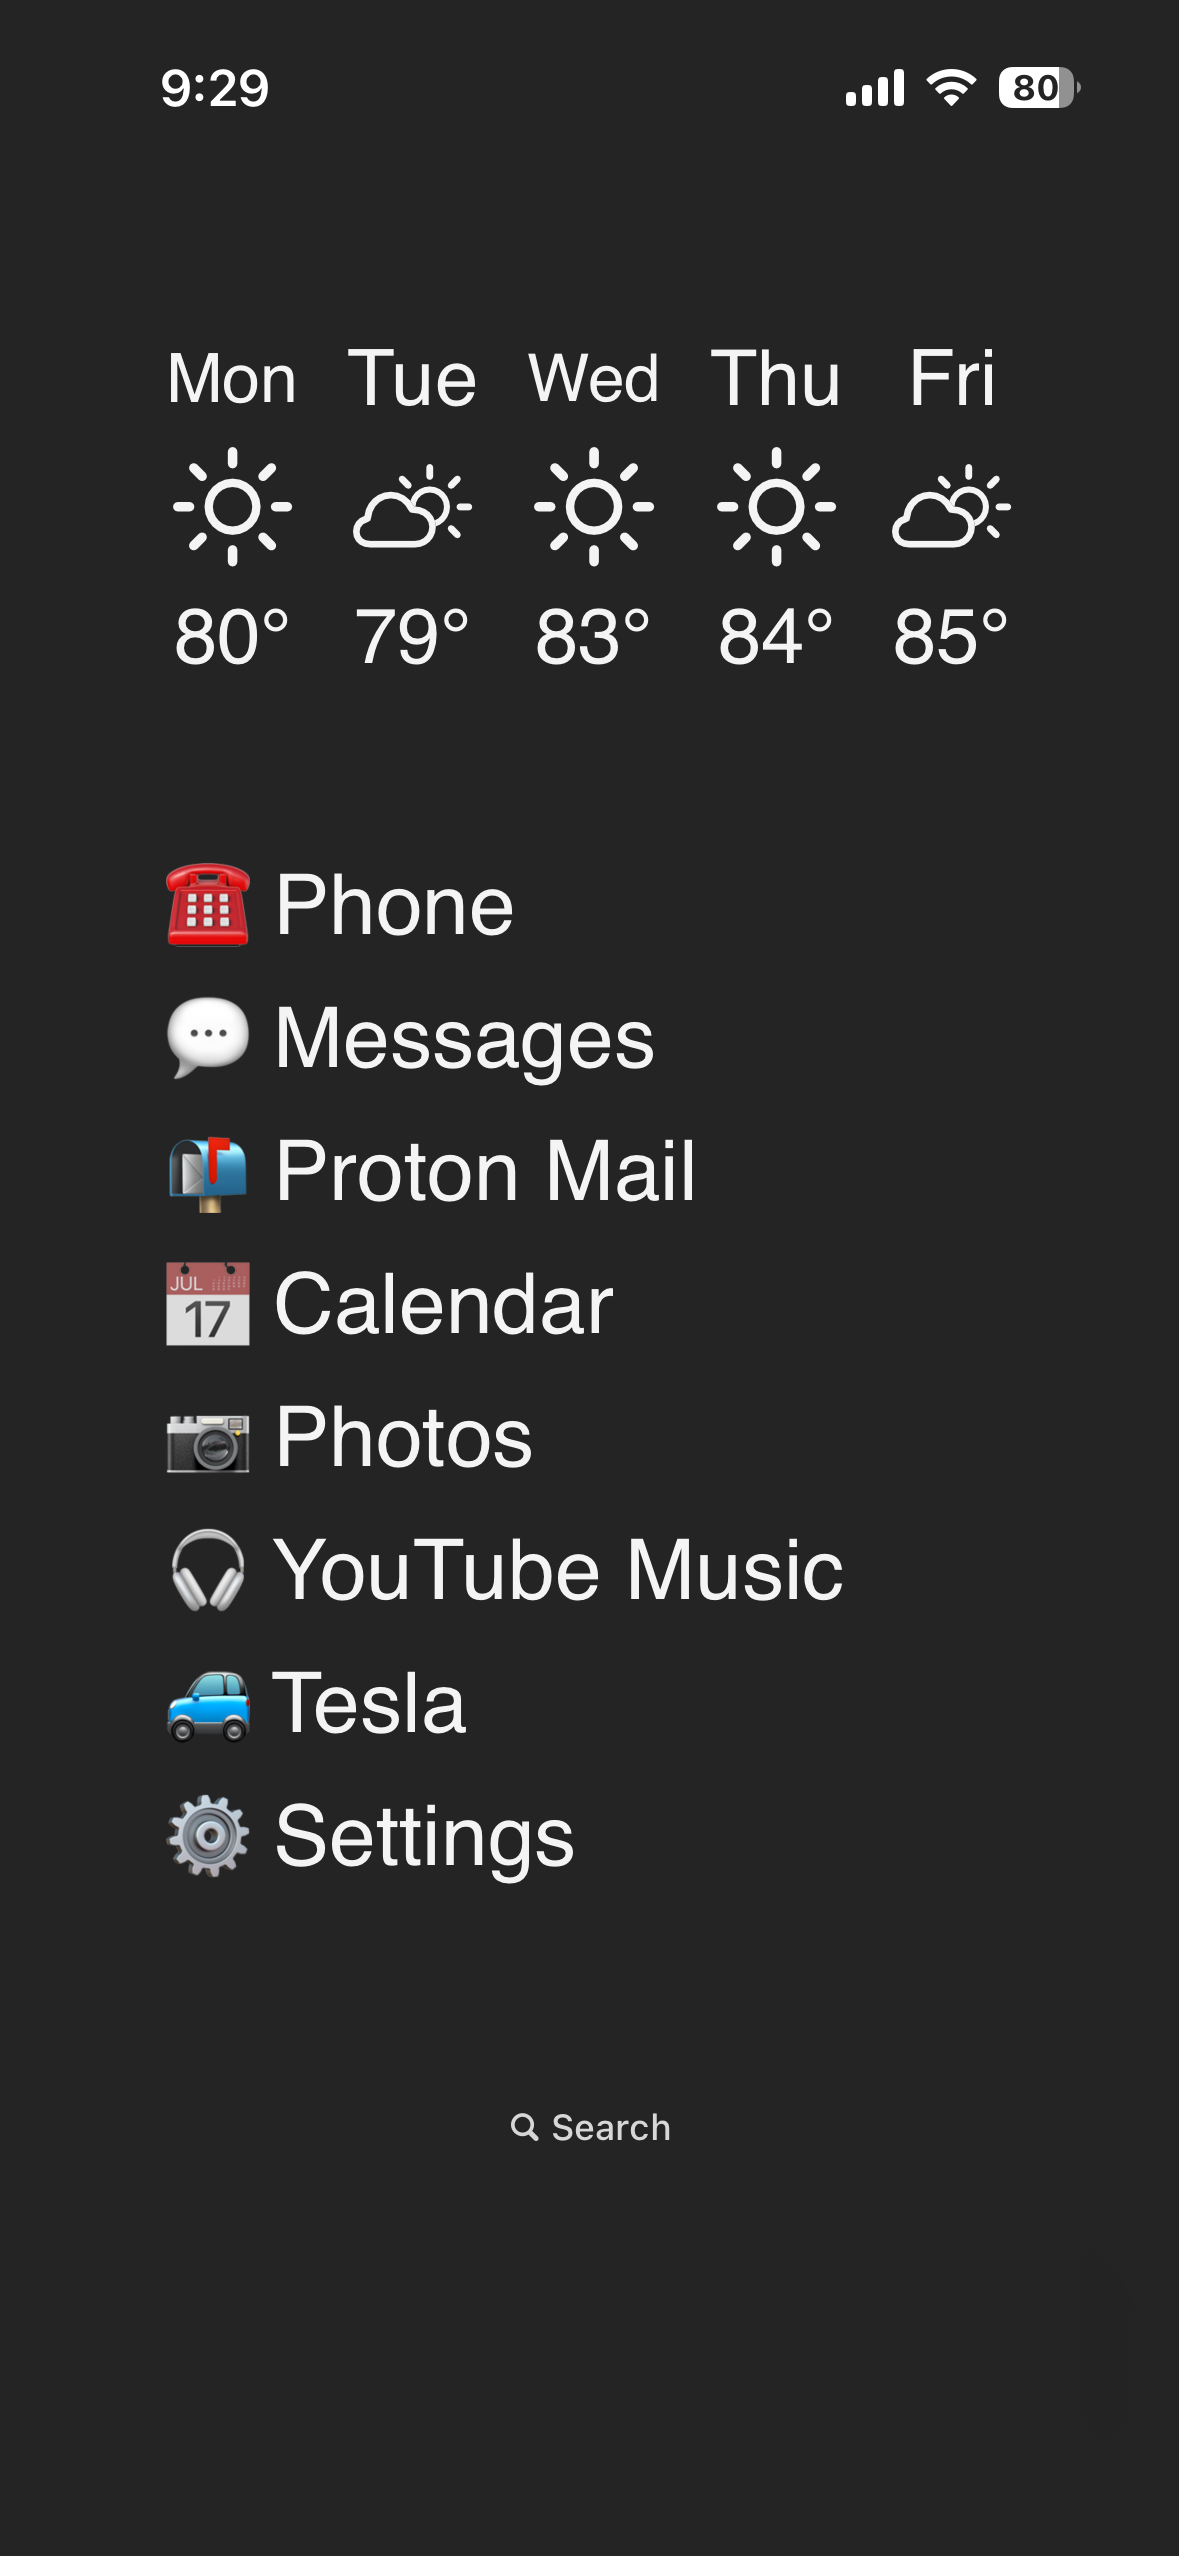 9:29 80
Mon Tue Wed Thu Fri
80° 79° 83° 84° 85°
Phone
Messages
Proton Mail
JUL
17
Calendar
Photos
YouTube Music
Tesla
Settings
Search